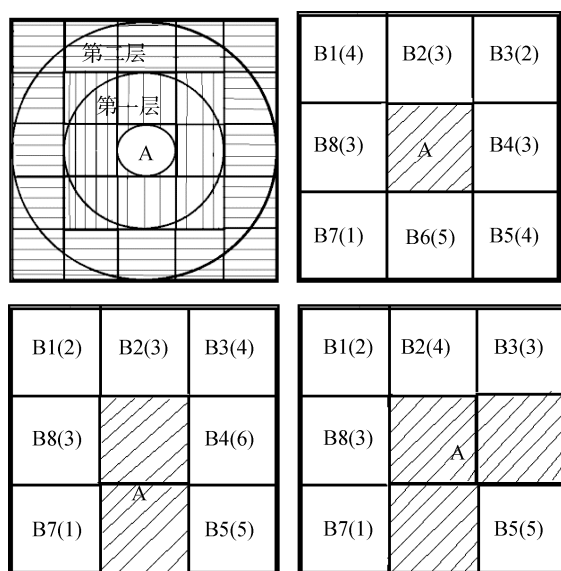 第二层
第一层
A
B1(4) B2(3) B3(2)
B8(3) A B4(3)
B7(1) B6(5) B5(4)
B1(2) B2(3) B3(4)
B8(3) B4(6)
A
B7(1) B5(5)
B1(2) B2(4) B3(3)
B8(3) A
B7(1) B5(5)